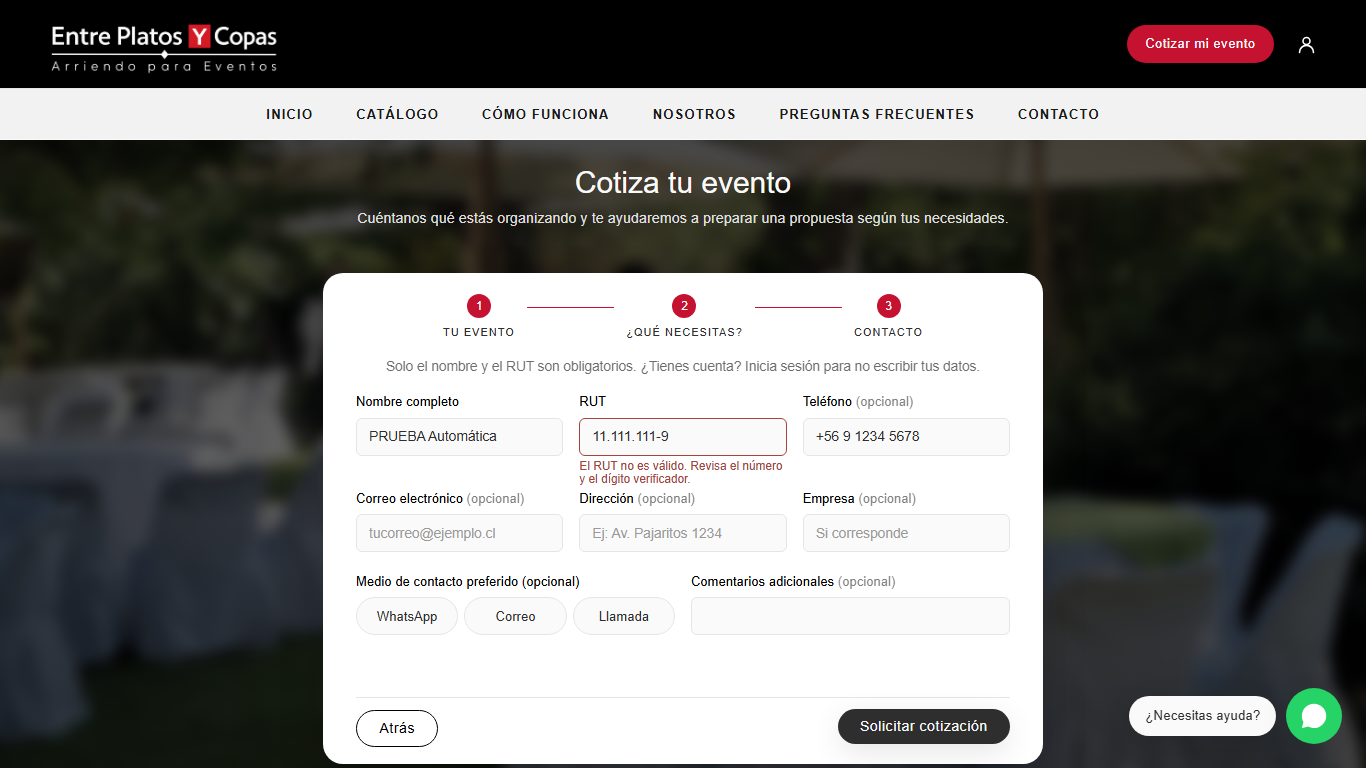 Entre Platos Y Copas
Arriendo para Eventos
Cotizar mi evento
INICIO CATÁLOGO CÓMO FUNCIONA NOSOTROS PREGUNTAS FRECUENTES CONTACTO
Cotiza tu evento
Cuéntanos qué estás organizando y te ayudaremos a preparar una propuesta según tus necesidades.
1 2 3
TU EVENTO ¿QUÉ NECESITAS? CONTACTO
Solo el nombre y el RUT son obligatorios. ¿Tienes cuenta? Inicia sesión para no escribir tus datos.
Nombre completo RUT Teléfono (opcional)
PRUEBA Automática 11.111.111-9 +56 9 1234 5678
El RUT no es válido. Revisa el número
y el dígito verificador.
Correo electrónico (opcional) Dirección (opcional) Empresa (opcional)
tucorreo@ejemplo.cl Ej: Av. Pajaritos 1234 Si corresponde
Medio de contacto preferido (opcional) Comentarios adicionales (opcional)
WhatsApp Correo Llamada
Atrás Solicitar cotización
¿Necesitas ayuda?